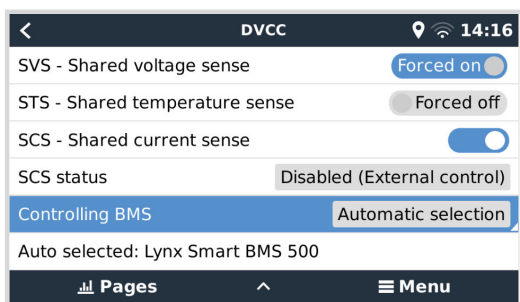 DVCC 14:16
SVS - Shared voltage sense Forced on
STS - Shared temperature sense Forced off
SCS - Shared current sense
SCS status Disabled (External control)
Controlling BMS Automatic selection
Auto selected: Lynx Smart BMS 500
Pages Menu